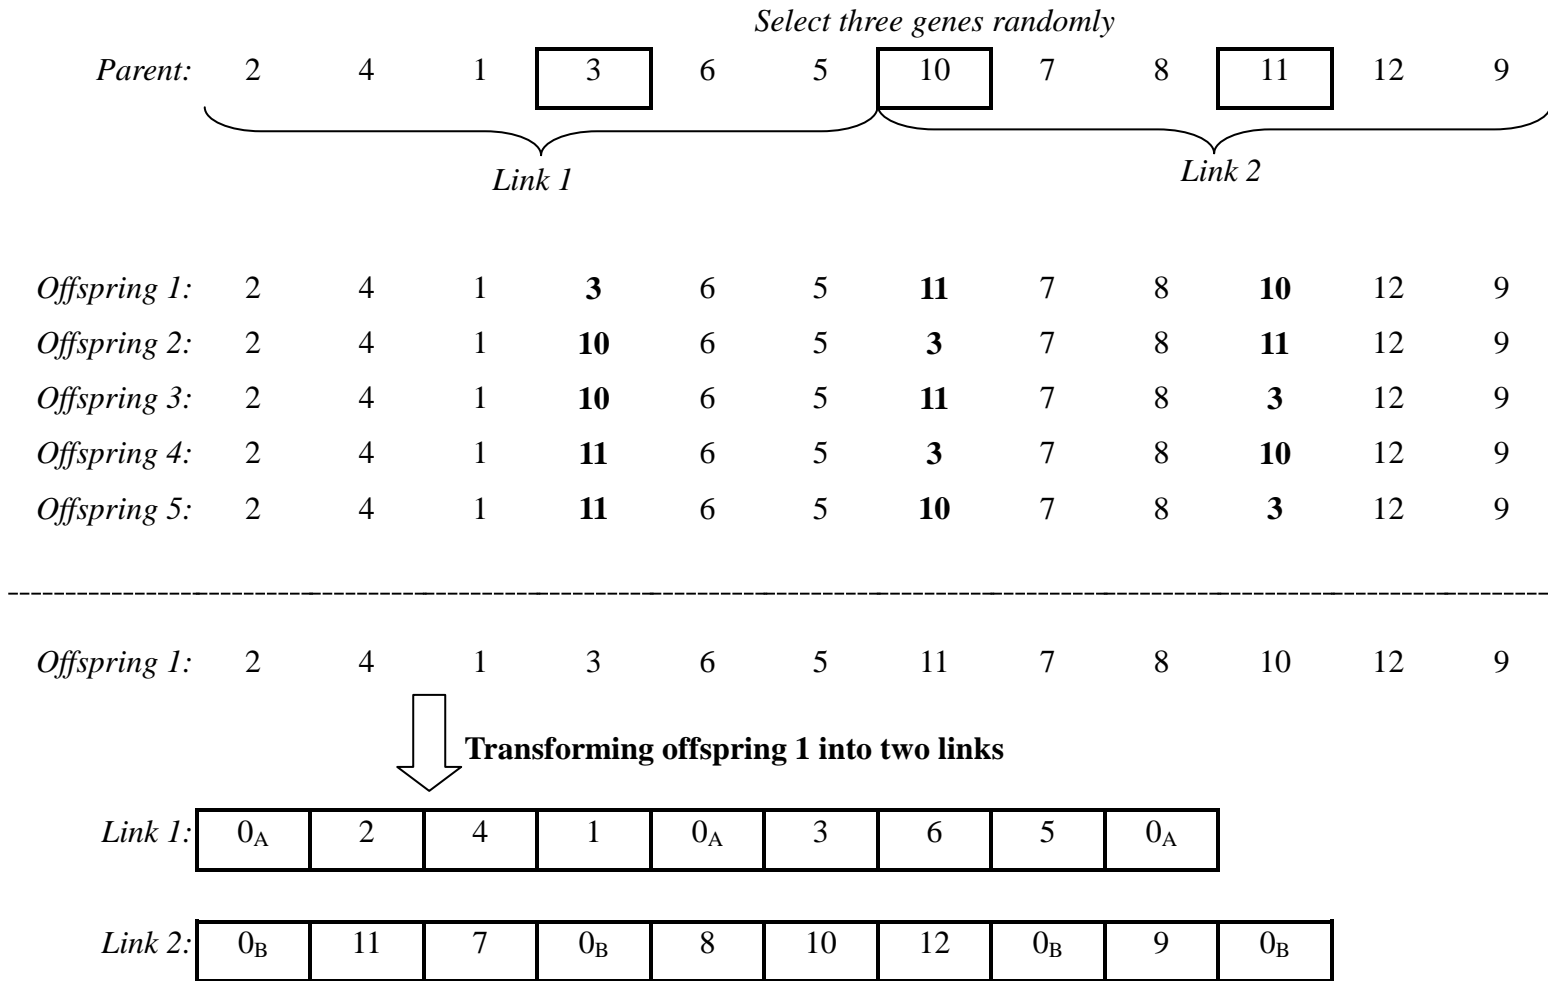 Select three genes randomly
Parent: 2 4 1 3 6 5 10 7 8 11 12 9
Link 1 Link 2
Offspring 1: 2 4 1 3 6 5 11 7 8 10 12 9
Offspring 2: 2 4 1 10 6 5 3 7 8 11 12 9
Offspring 3: 2 4 1 10 6 5 11 7 8 3 12 9
Offspring 4: 2 4 1 11 6 5 3 7 8 10 12 9
Offspring 5: 2 4 1 11 6 5 10 7 8 3 12 9
Offspring 1: 2 4 1 3 6 5 11 7 8 10 12 9
Transforming offspring 1 into two links
Link 1: 0A 2 4 1 0A 3 6 5 0A
Link 2: 0B 11 7 0B 8 10 12 0B 9 0B